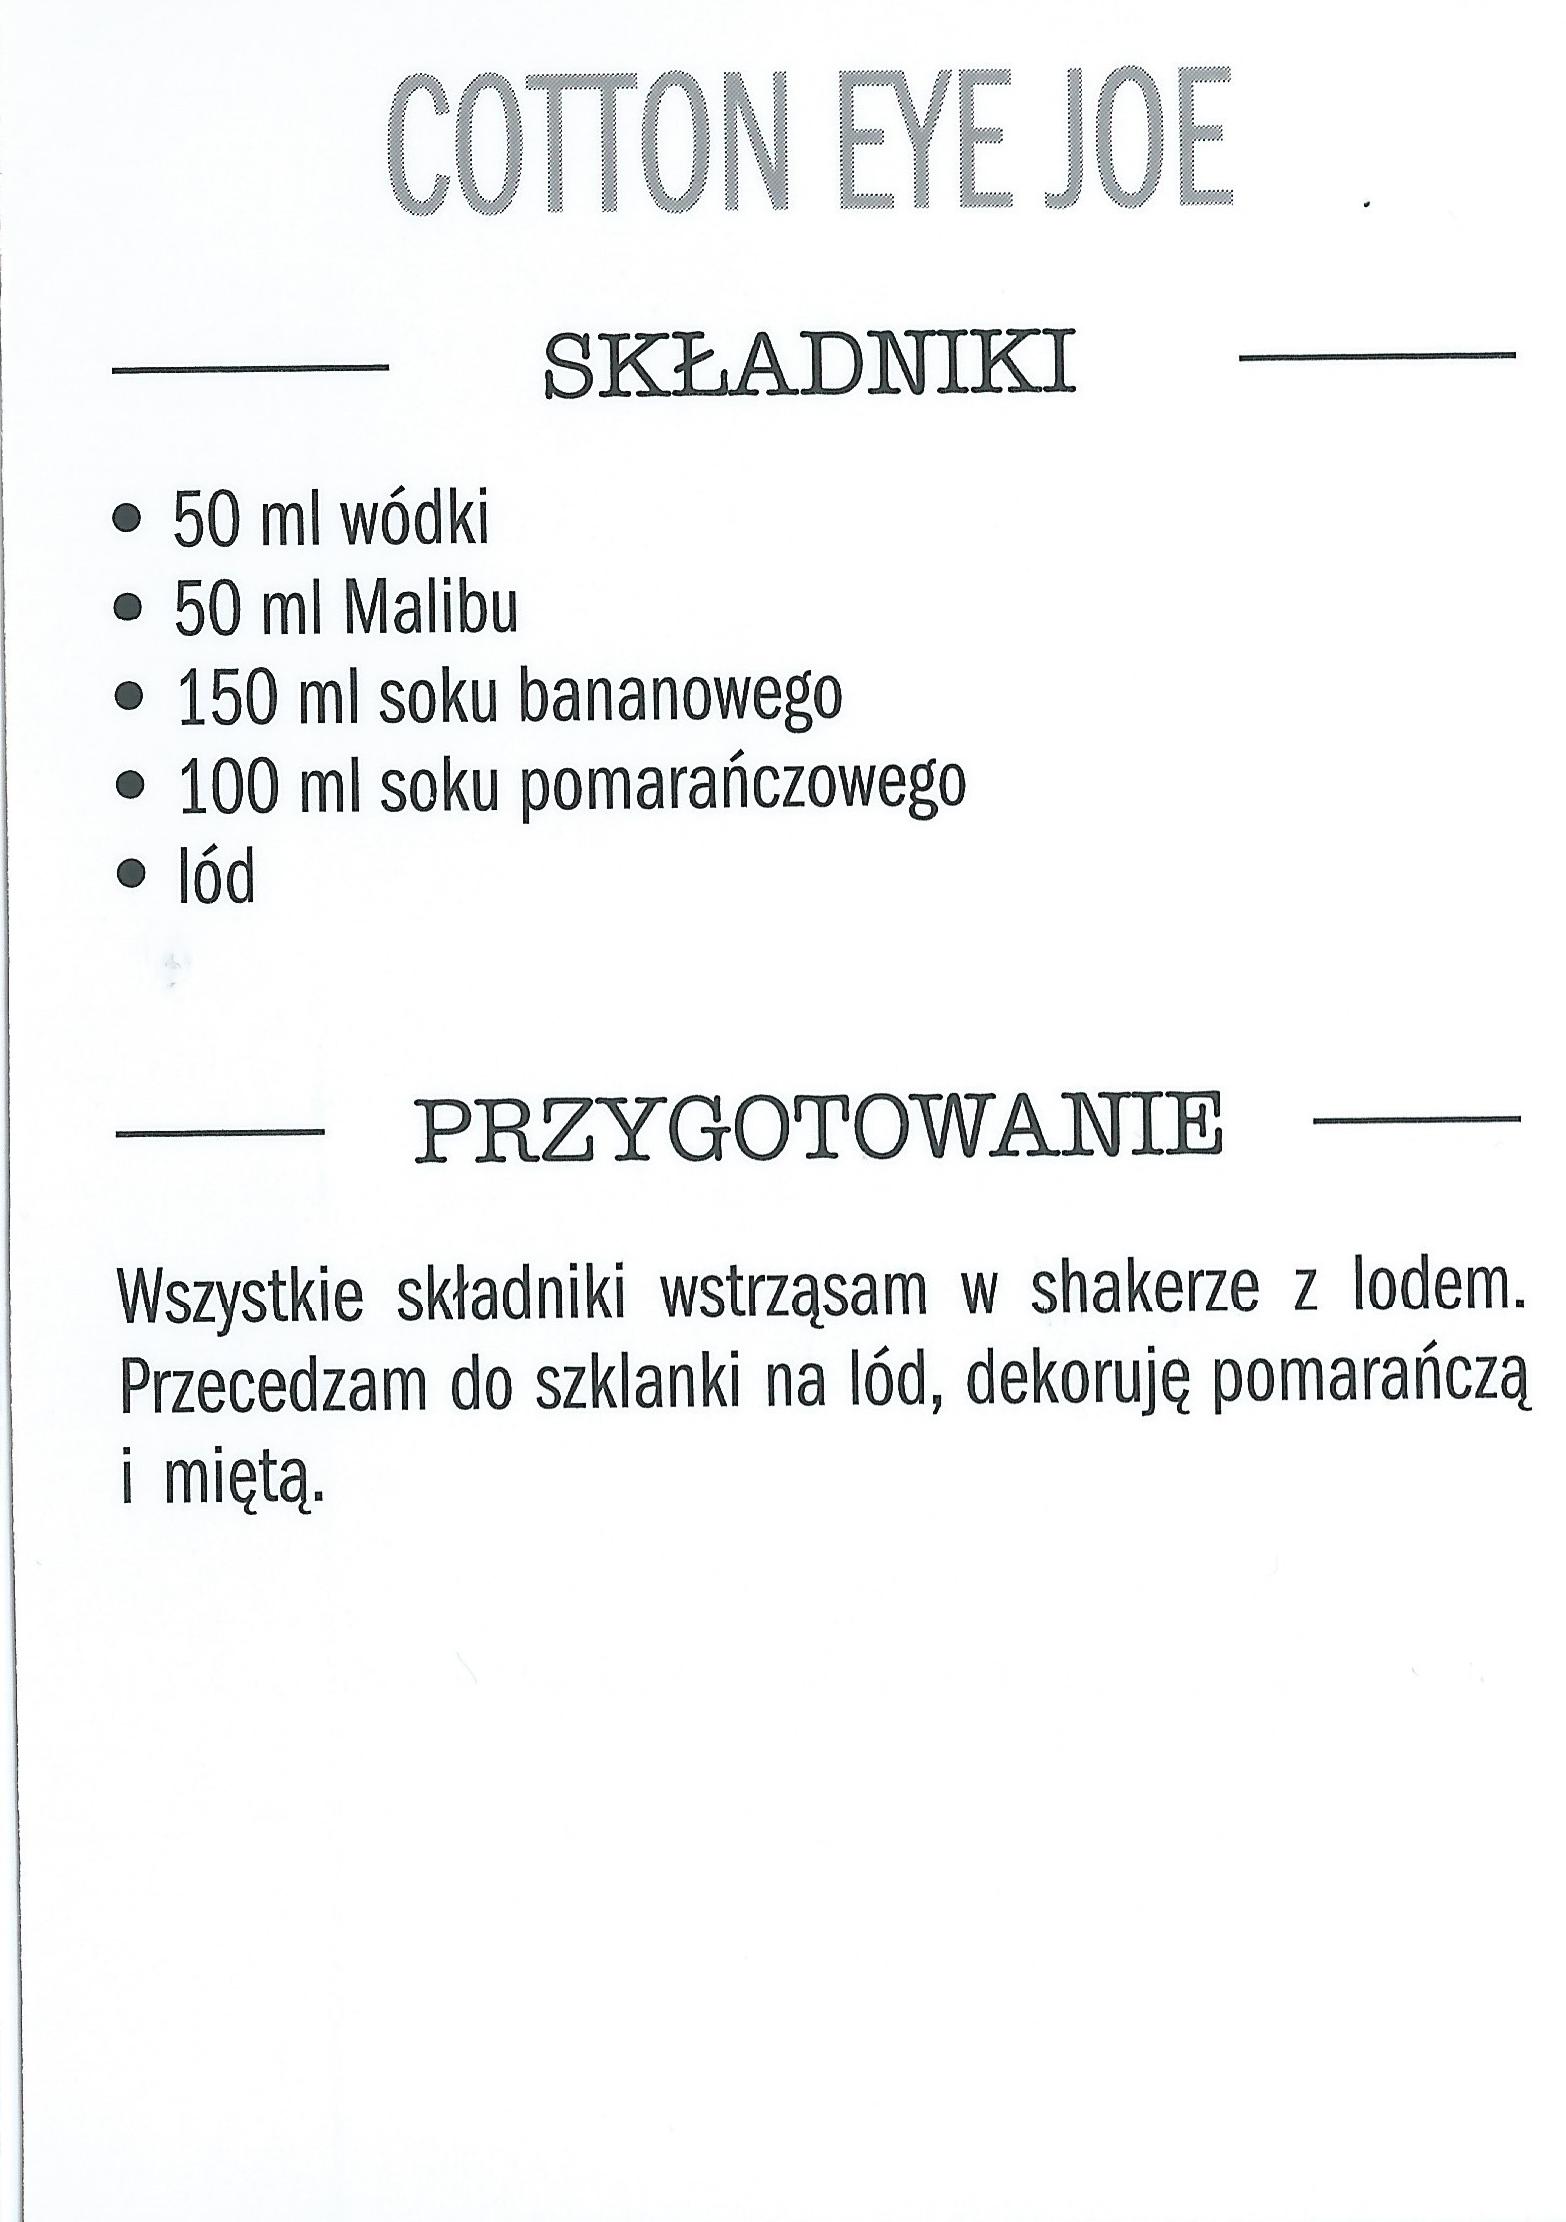 COTTON EYE JOE
SKŁADNIKI
• 50 ml wódki
• 50 ml Malibu
• 150 ml soku bananowego
• 100 ml soku pomarańczowego
• lód
PRZYGOTOWANIE
Wszystkie składniki wstrząsam w shakerze z lodem.
Przecedzam do szklanki na lód, dekoruję pomarańczą
i miętą.